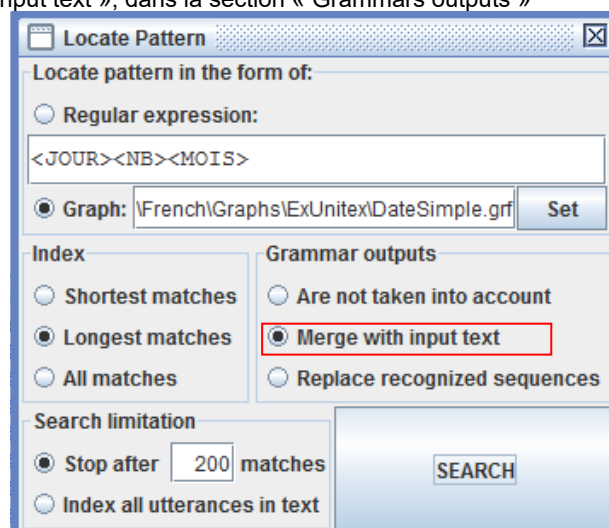 nput text », dans la section « Grammars outputs »
Locate Pattern
Locate pattern in the form of:
Regular expression:
<JOUR><NB><MOIS>
Graph: \French\Graphs\ExUnitex\DateSimple.grf Set
Index Grammar outputs
Shortest matches Are not taken into account
Longest matches Merge with input text
All matches Replace recognized sequences
Search limitation
Stop after 200 matches SEARCH
Index all utterances in text